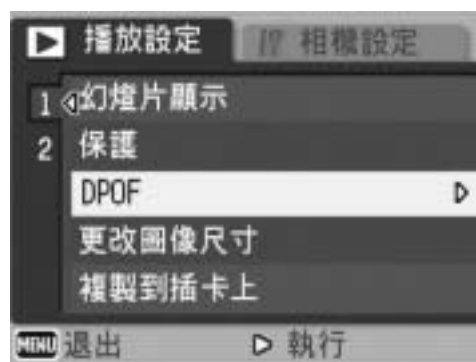 播放設定 相機設定
1 幻燈片顯示
2 保護
DPOF
更改圖像尺寸
複製到插卡上
MENU 退出 執行